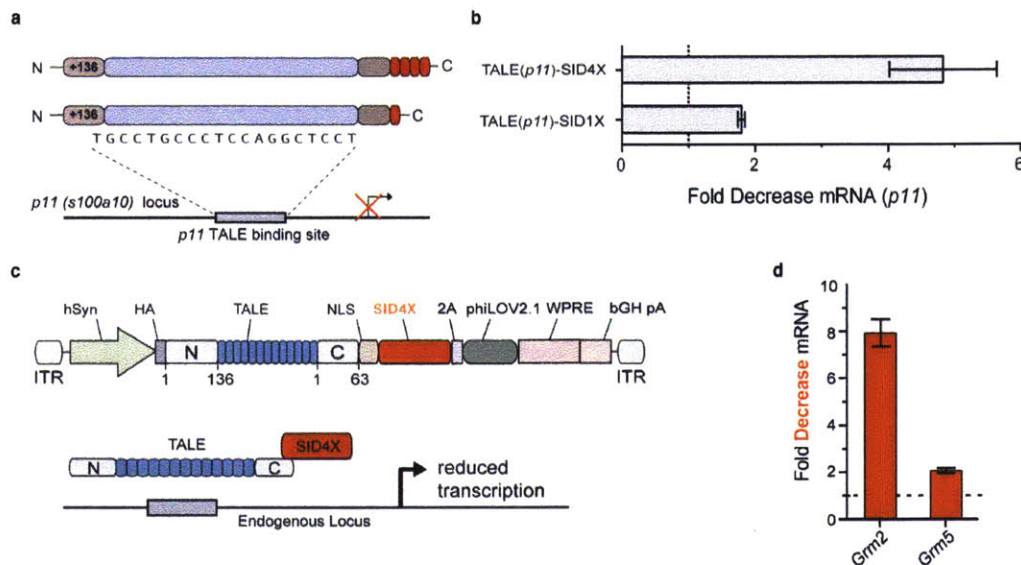 a
N +136 C
N +136 C
TGCCTGCCCTCCAGGCTCCT
p11 (s100a10) locus
p11 TALE binding site
b
TALE(p11)-SID4X
TALE(p11)-SID1X
0 2 4 6
Fold Decrease mRNA (p11)
c
hSyn HA TALE NLS SID4X 2A phiLOV2.1 WPRE bGH pA
N C
ITR 1 136 1 63 ITR
TALE SID4X
N C
reduced
transcription
Endogenous Locus
d
Fold Decrease mRNA
10
8
6
4
2
0
Grm2 Grm5